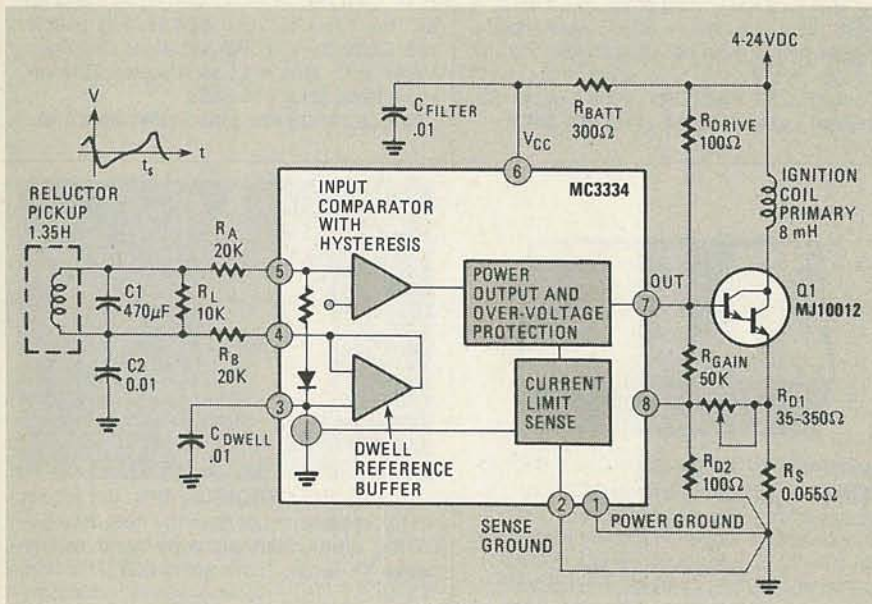 V
t
ts
RELUCTOR
PICKUP
1.35H
C1
470μF
C2
0.01
RL
10K
RA
20K
RB
20K
CDWELL
.01
CFILTER
.01
VCC
RBATT
300Ω
4-24VDC
RDRIVE
100Ω
IGNITION
COIL
PRIMARY
8 mH
MC3334
INPUT
COMPARATOR
WITH
HYSTERESIS
POWER
OUTPUT AND
OVER-VOLTAGE
PROTECTION
CURRENT
LIMIT
SENSE
DWELL
REFERENCE
BUFFER
5
4
3
6
OUT
7
8
2
1
Q1
MJ10012
RGAIN
50K
RD1
35-350Ω
RD2
100Ω
RS
0.055Ω
SENSE
GROUND
POWER GROUND